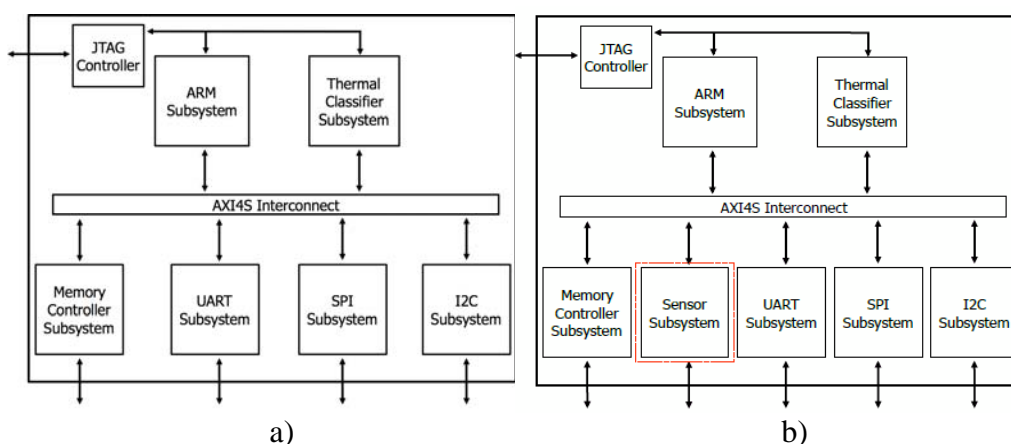 JTAG
Controller
ARM
Subsystem
Thermal
Classifier
Subsystem
AXI4S Interconnect
Memory
Controller
Subsystem
UART
Subsystem
SPI
Subsystem
I2C
Subsystem
a)
JTAG
Controller
ARM
Subsystem
Thermal
Classifier
Subsystem
AXI4S Interconnect
Memory
Controller
Subsystem
Sensor
Subsystem
UART
Subsystem
SPI
Subsystem
I2C
Subsystem
b)